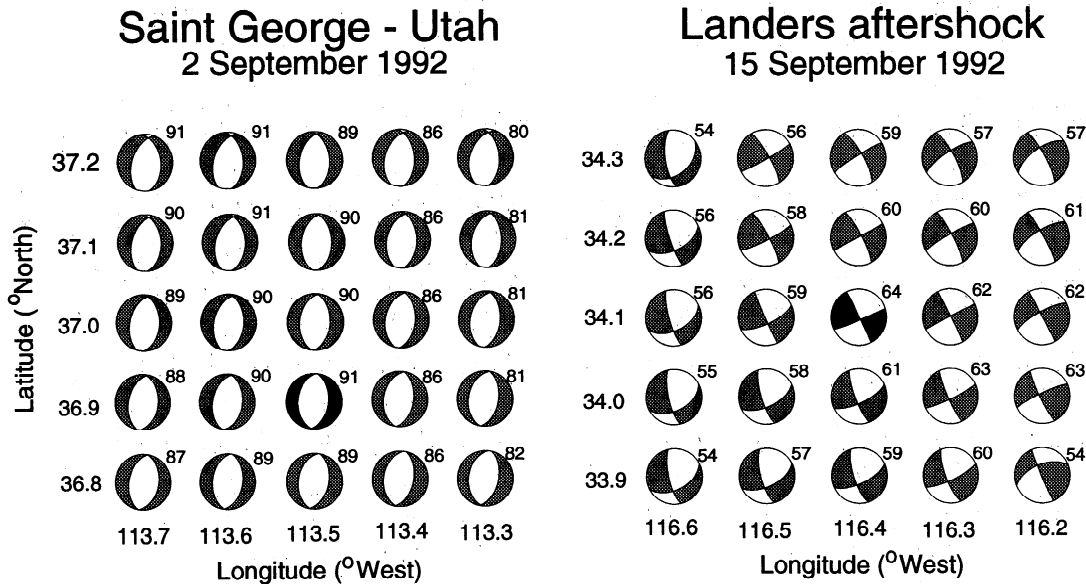 Saint George - Utah
2 September 1992
37.2 91 91 89 86 80
37.1 90 91 90 86 81
37.0 89 90 90 86 81
36.9 88 90 91 86 81
36.8 87 89 89 86 82
113.7 113.6 113.5 113.4 113.3
Longitude (°West)
Latitude (°North)
Landers aftershock
15 September 1992
34.3 54 56 59 57 57
34.2 56 58 60 60 61
34.1 56 59 64 62 62
34.0 55 58 61 63 63
33.9 54 57 59 60 54
116.6 116.5 116.4 116.3 116.2
Longitude (°West)